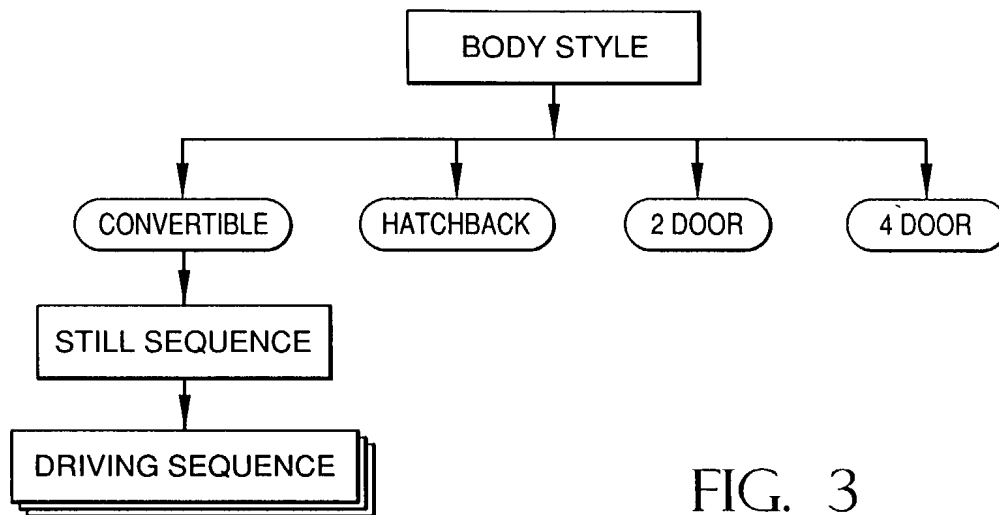 BODY STYLE
CONVERTIBLE
HATCHBACK
2 DOOR
4 DOOR
STILL SEQUENCE
DRIVING SEQUENCE
FIG. 3